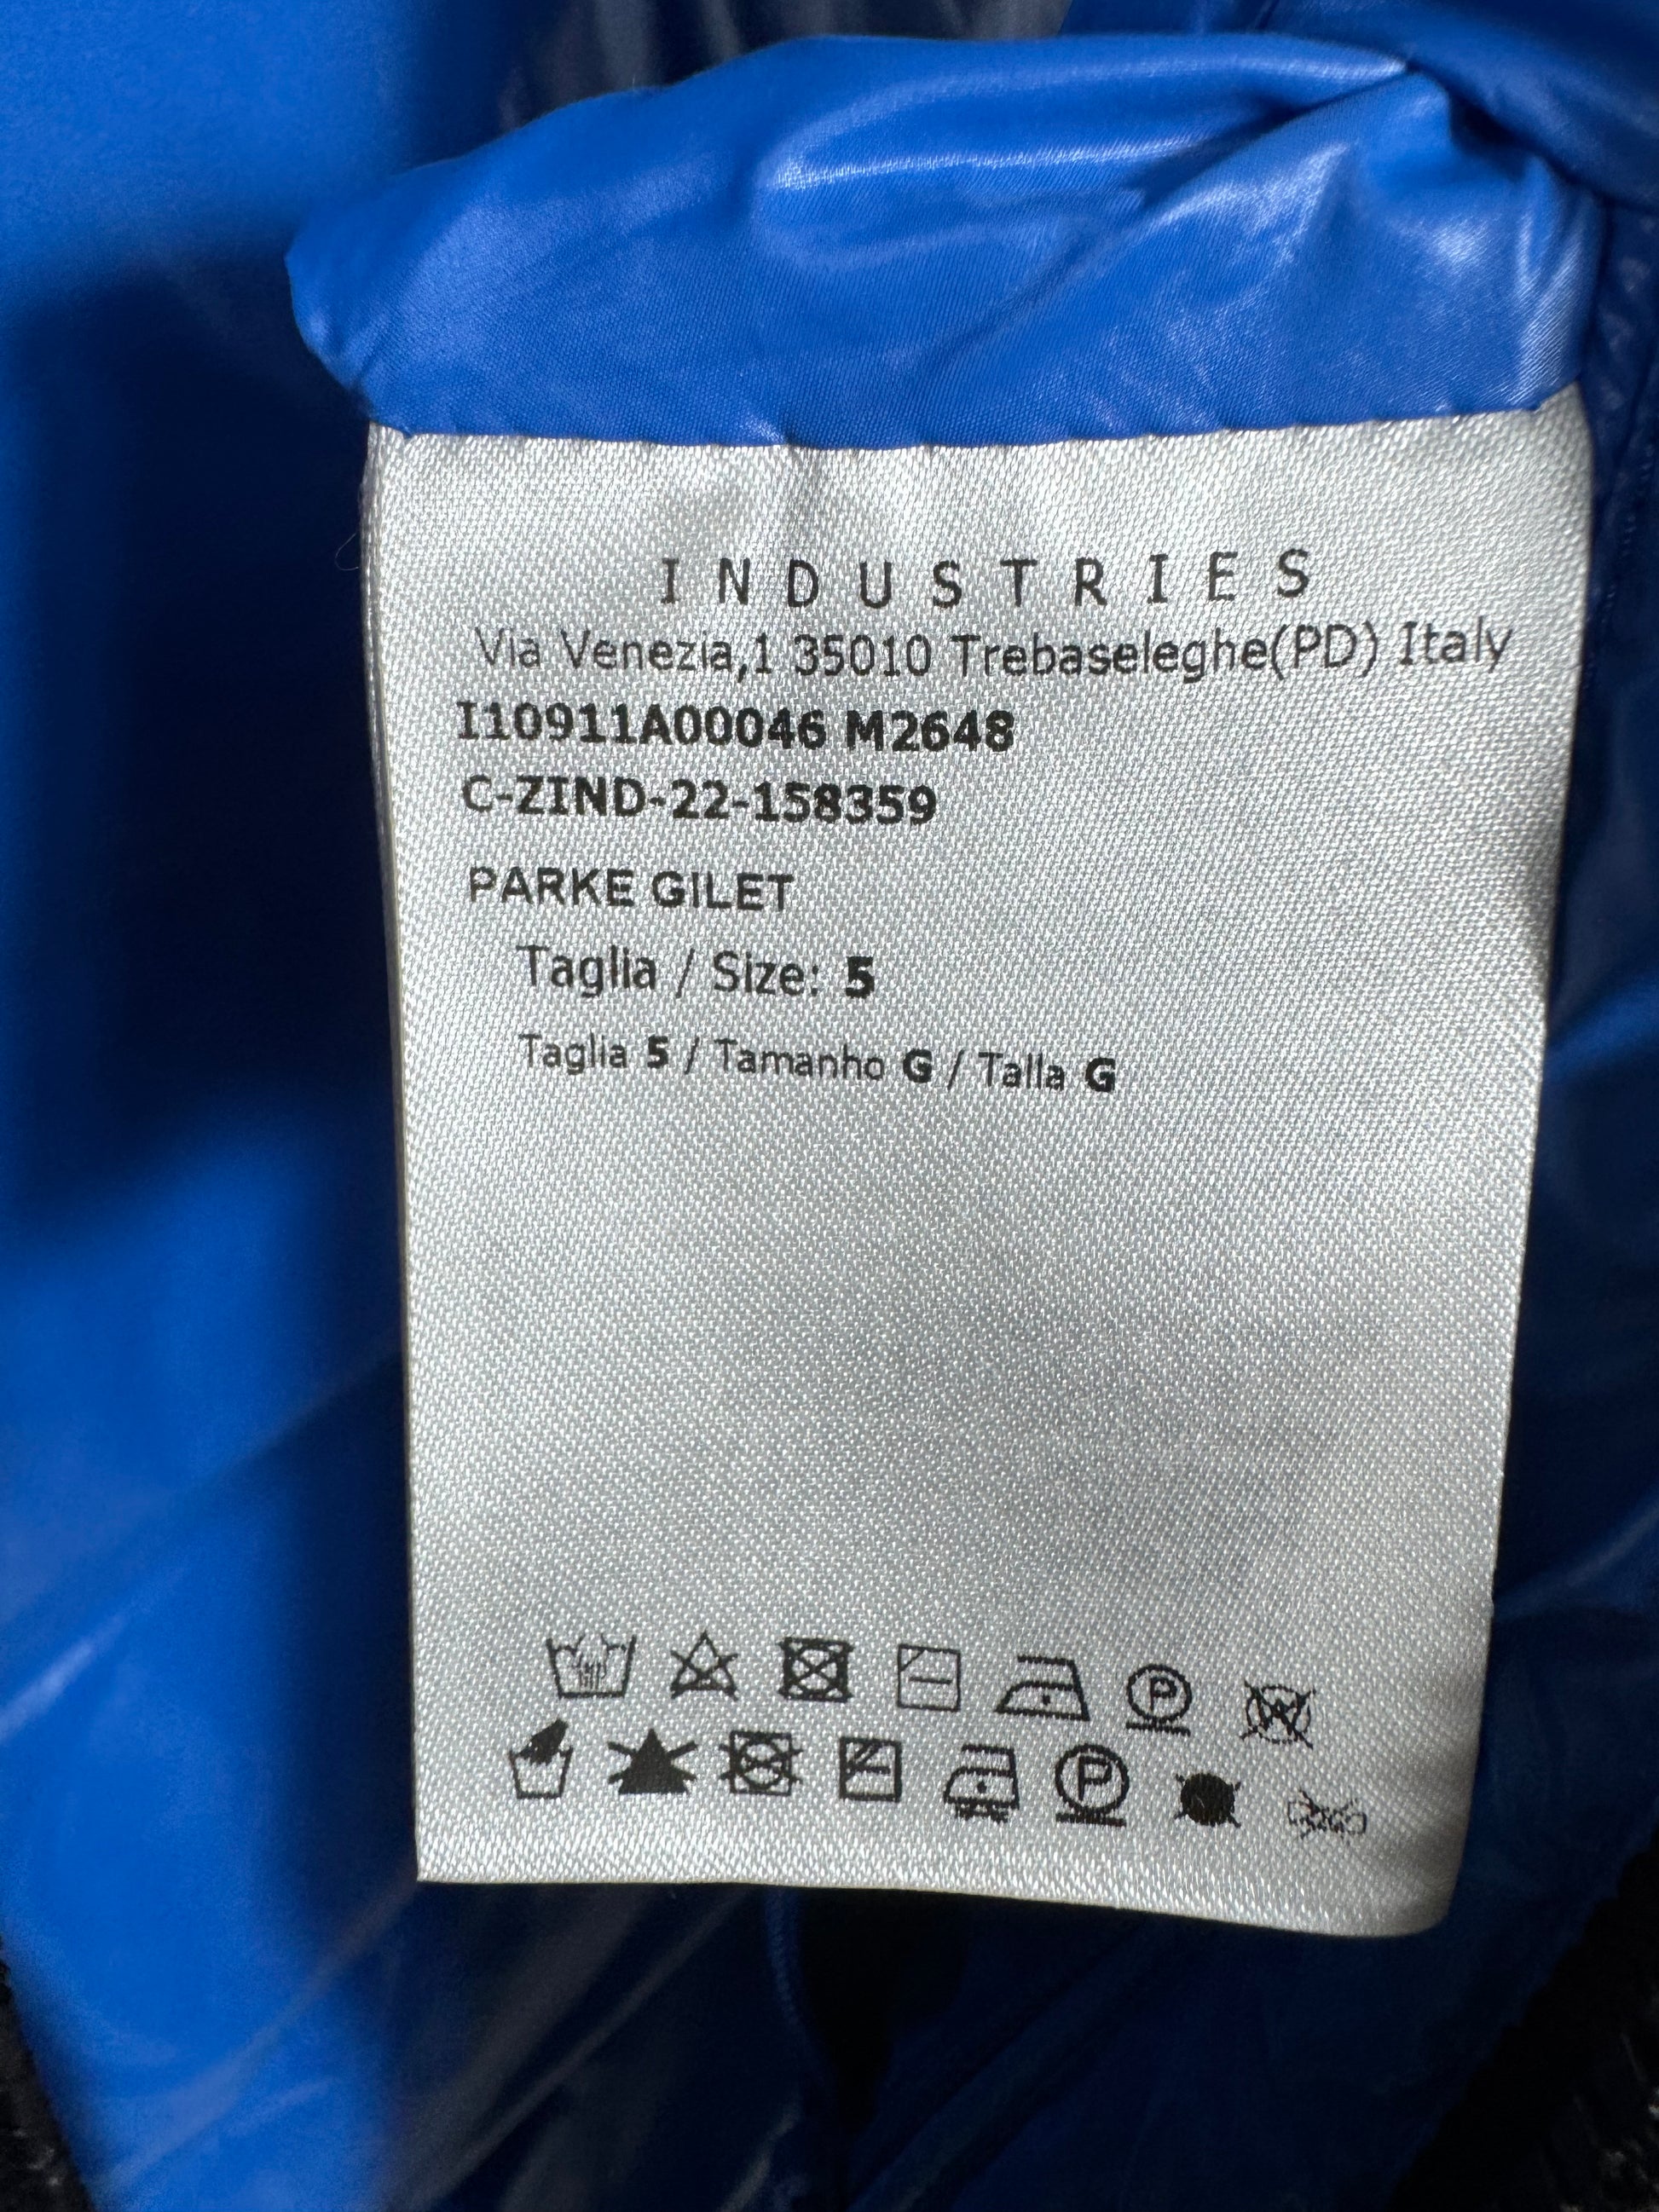 INDUSTRIES
Via Venezia,1 35010 Trebaseleghe(PD) Italy
I10911A00046 M2648
C-ZIND-22-158359
PARKE GILET
Taglia / Size: 5
Taglia 5 / Tamanho G / Talla G
P W
P